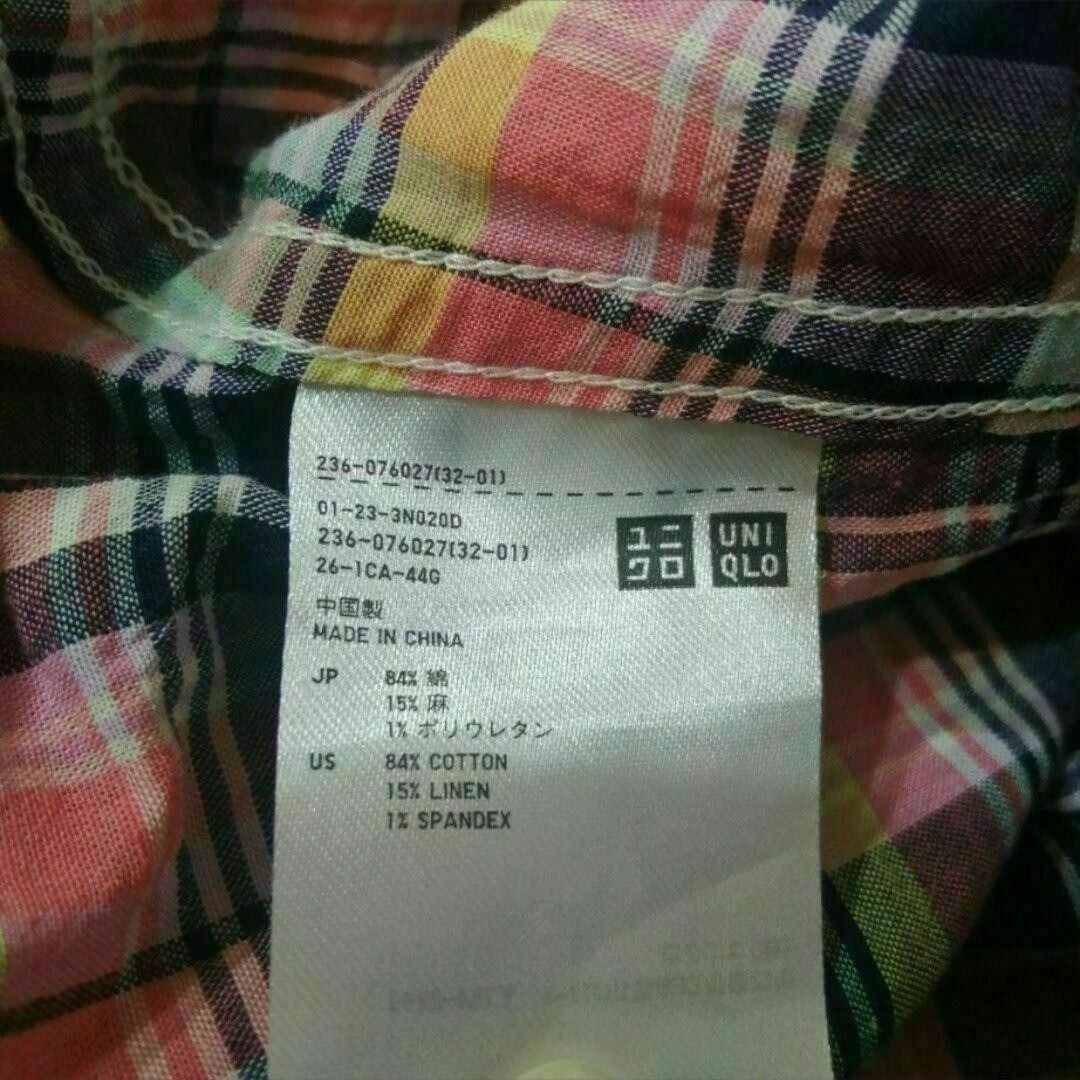 236-076027(32-01)
01-23-3N020D
236-076027(32-01)
26-1CA-44G
ユニ
クロ
UNI
QLO
中国製
MADE IN CHINA
JP 84% 綿
15% 麻
1% ポリウレタン
US 84% COTTON
15% LINEN
1% SPANDEX